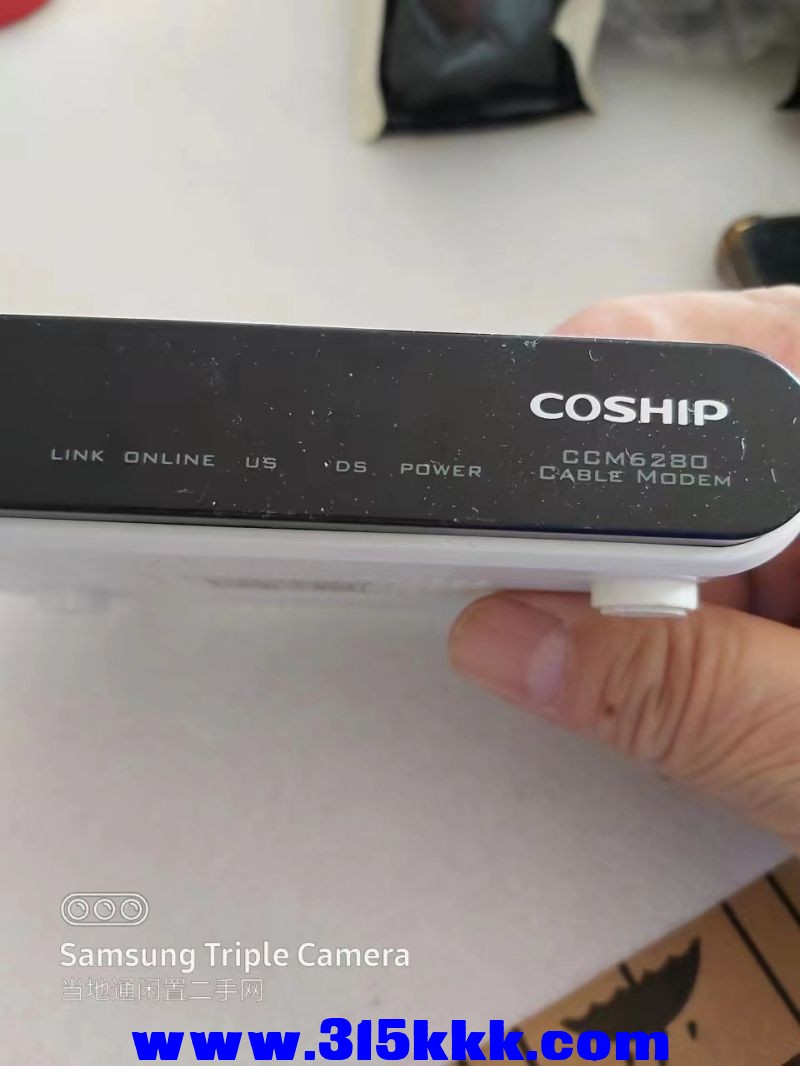 COSHIP
CCM6280
CABLE MODEM
LINK ONLINE US DS POWER
Samsung Triple Camera
当地通闲置二手网
www.315kkk.com